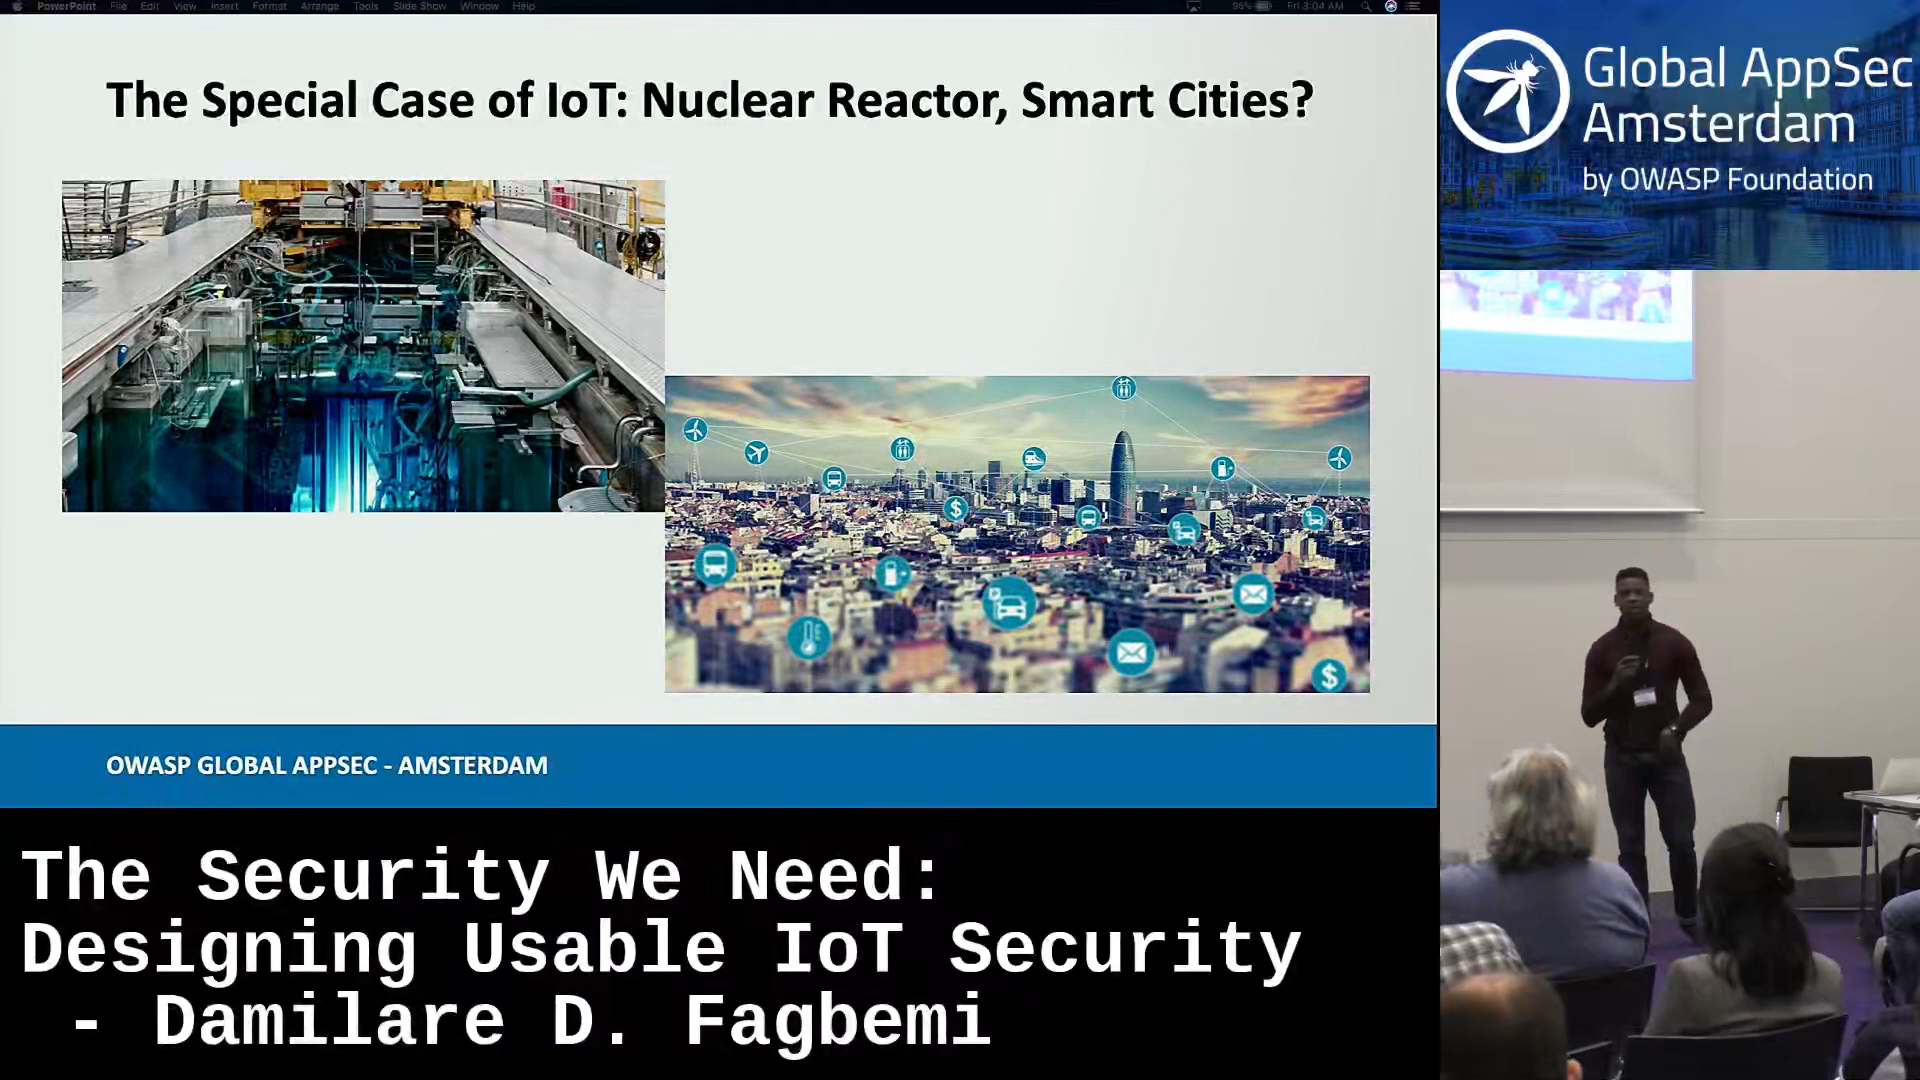 PowerPoint File Edit View Insert Format Arrange Tools Slide Show Window Help 96% Fri 3:04 AM
The Special Case of IoT: Nuclear Reactor, Smart Cities?
OWASP GLOBAL APPSEC - AMSTERDAM
The Security We Need:
Designing Usable IoT Security
- Damilare D. Fagbemi
Global AppSec
Amsterdam
by OWASP Foundation